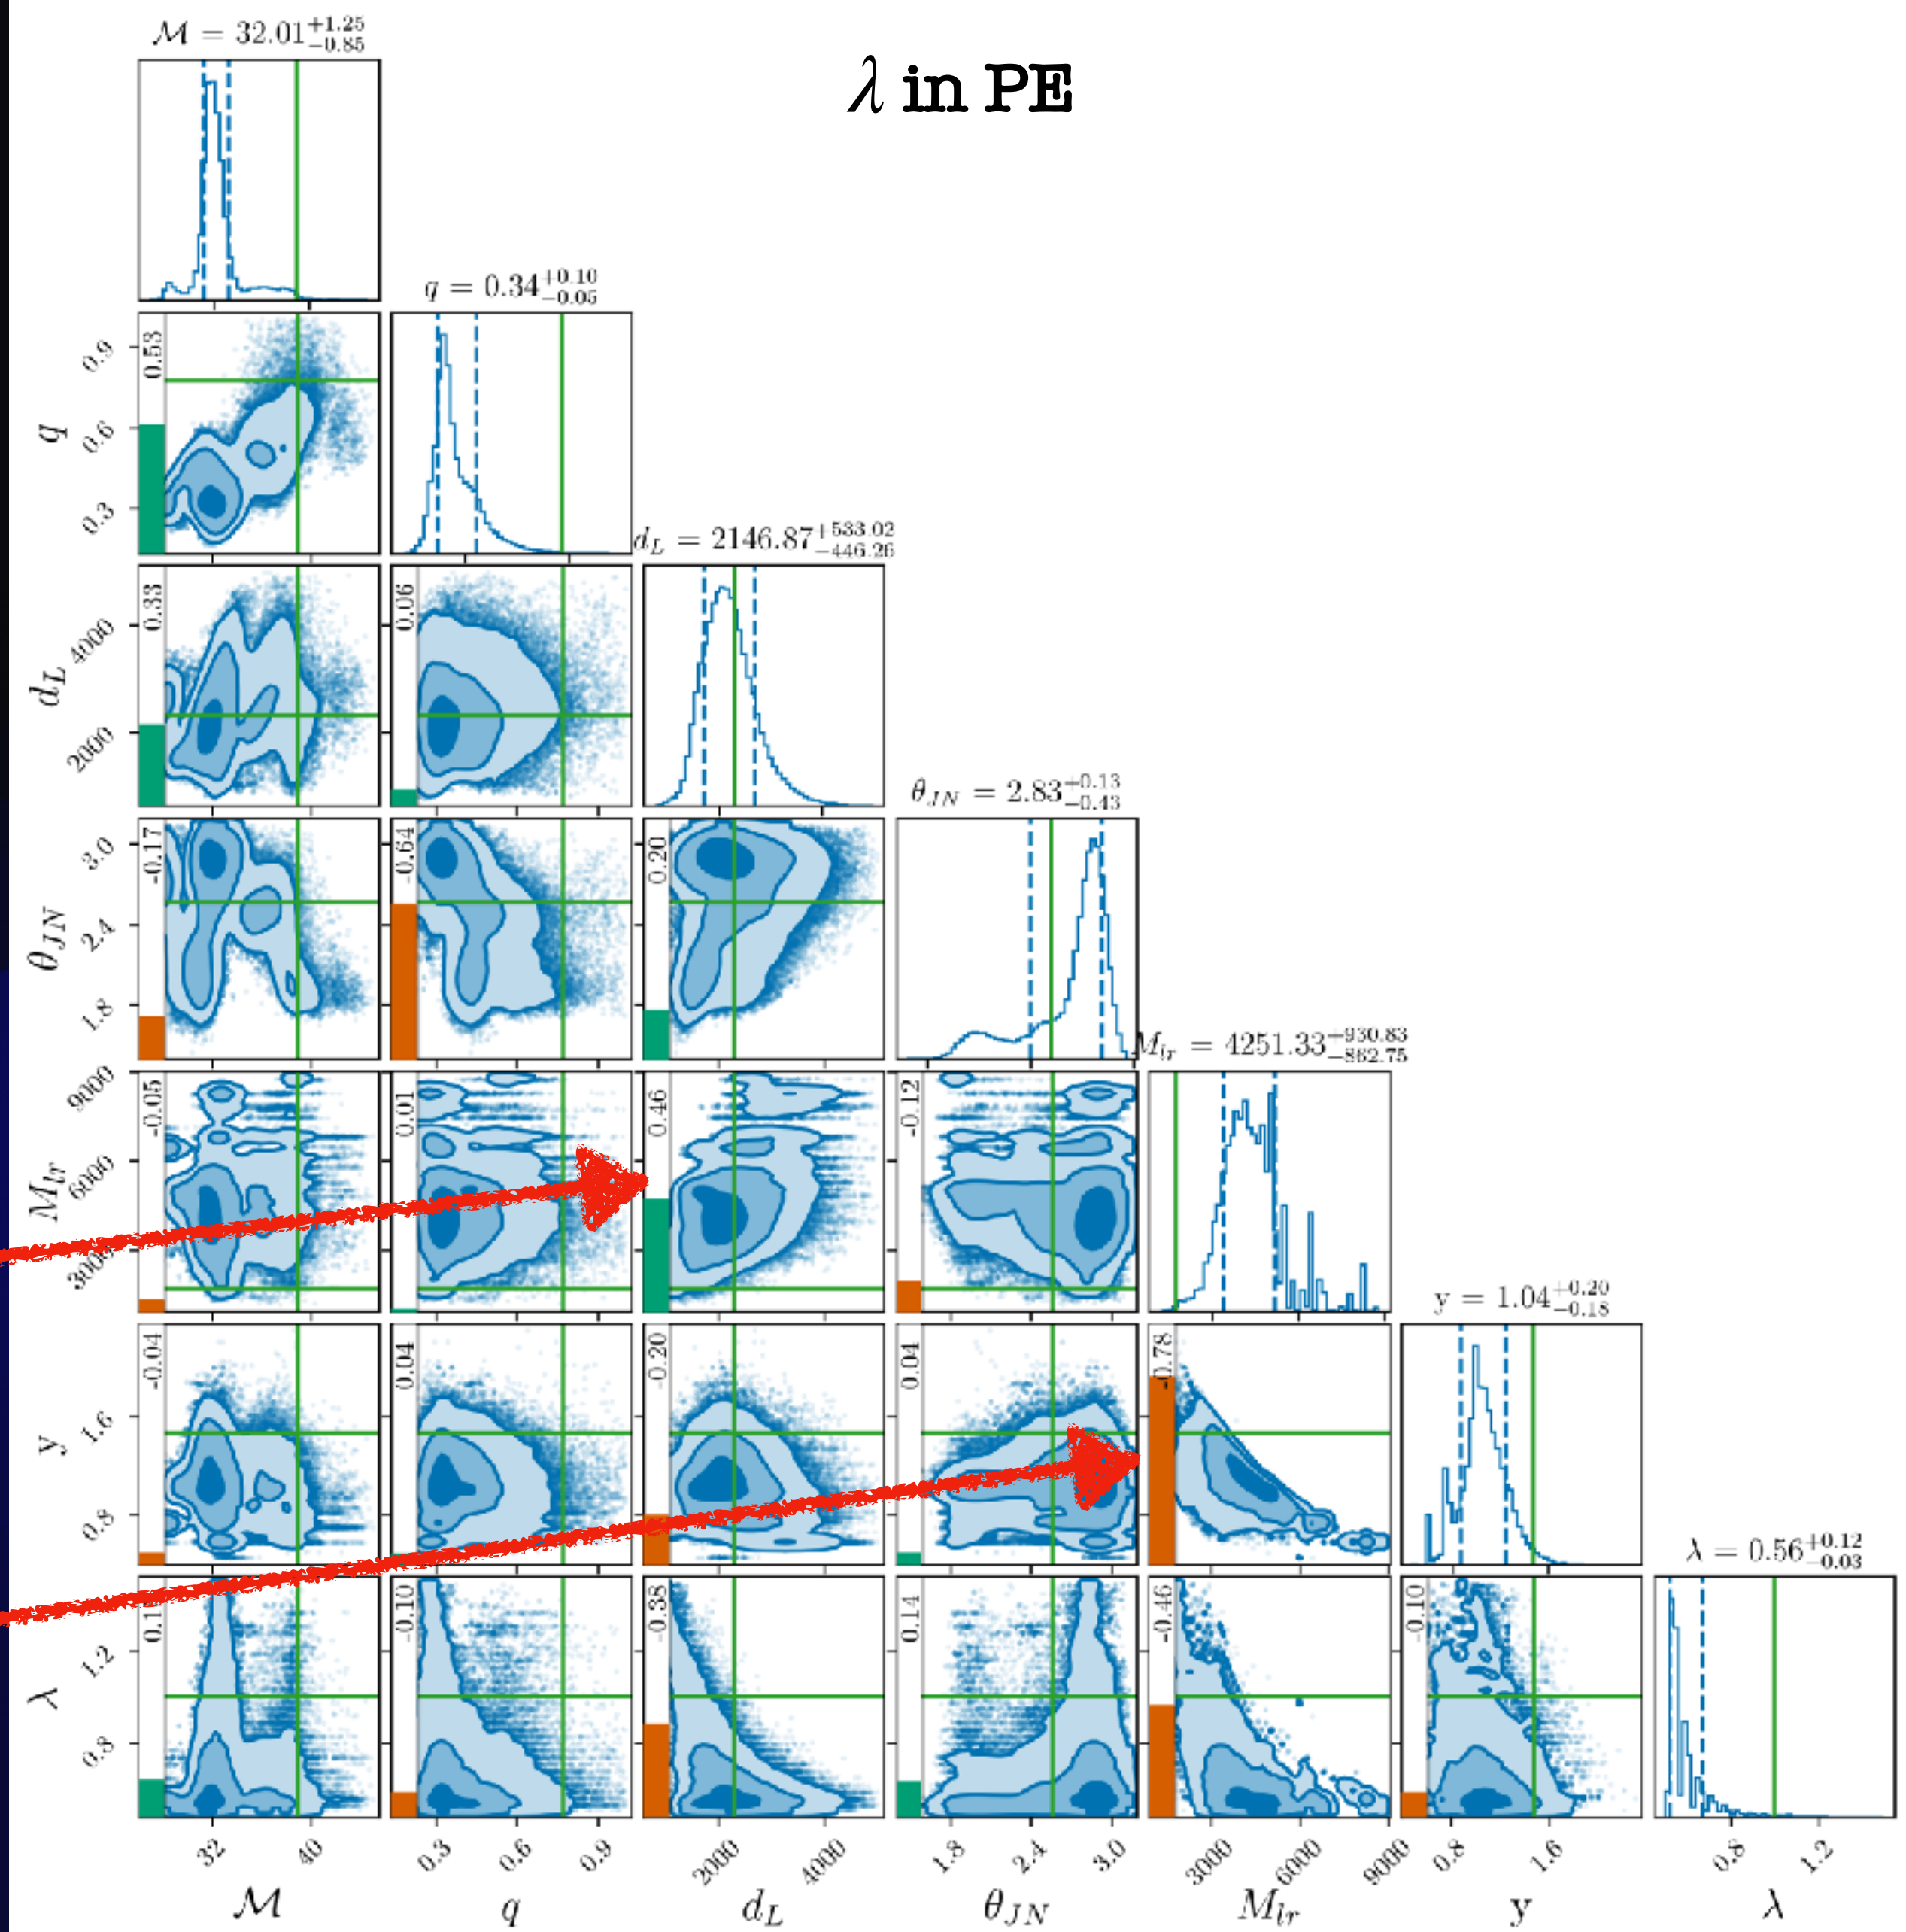 λ in PE
M = 32.01 +1.25 −0.85
q = 0.34 +0.10 −0.05
d_L = 2146.87 +533.02 −446.26
θ_JN = 2.83 +0.13 −0.43
M_lr = 4251.33 +930.83 −862.75
y = 1.04 +0.20 −0.18
λ = 0.56 +0.12 −0.03
q
0.9
0.6
0.3
0.53
d_L
4000
2000
0.33
0.06
θ_JN
3.0
2.4
1.8
-0.17
-0.64
0.20
M_lr
9000
6000
3000
-0.05
0.01
0.46
-0.12
y
1.6
0.8
-0.04
0.04
-0.20
0.04
-0.78
λ
1.2
0.8
-0.10
-0.38
0.14
-0.46
-0.10
32 40
0.3 0.6 0.9
2000 4000
1.8 2.4 3.0
3000 6000 9000
0.8 1.6
0.8 1.2
M q d_L θ_JN M_lr y λ